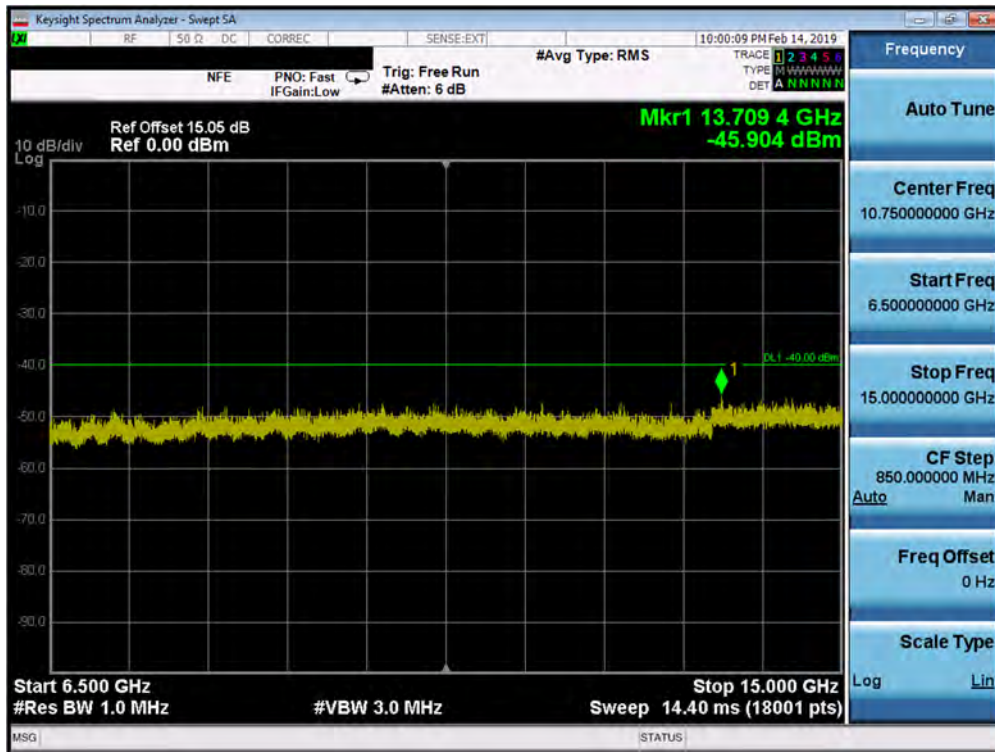 Keysight Spectrum Analyzer - Swept SA
LXI RF 50 Ω DC CORREC SENSE:EXT 10:00:09 PM Feb 14, 2019
NFE PNO: Fast Trig: Free Run #Avg Type: RMS TRACE 1 2 3 4 5 6
IFGain:Low #Atten: 6 dB TYPE M W W W W W
DET A N N N N N
Mkr1 13.709 4 GHz
-45.904 dBm
Ref Offset 15.05 dB
10 dB/div Ref 0.00 dBm
Log
-10.0
-20.0
-30.0
-40.0
DL1 -40.00 dBm
1
-50.0
-60.0
-70.0
-80.0
-90.0
Start 6.500 GHz Stop 15.000 GHz
#Res BW 1.0 MHz #VBW 3.0 MHz Sweep 14.40 ms (18001 pts)
MSG STATUS
Frequency
Auto Tune
Center Freq
10.750000000 GHz
Start Freq
6.500000000 GHz
Stop Freq
15.000000000 GHz
CF Step
850.000000 MHz
Auto Man
Freq Offset
0 Hz
Scale Type
Log Lin